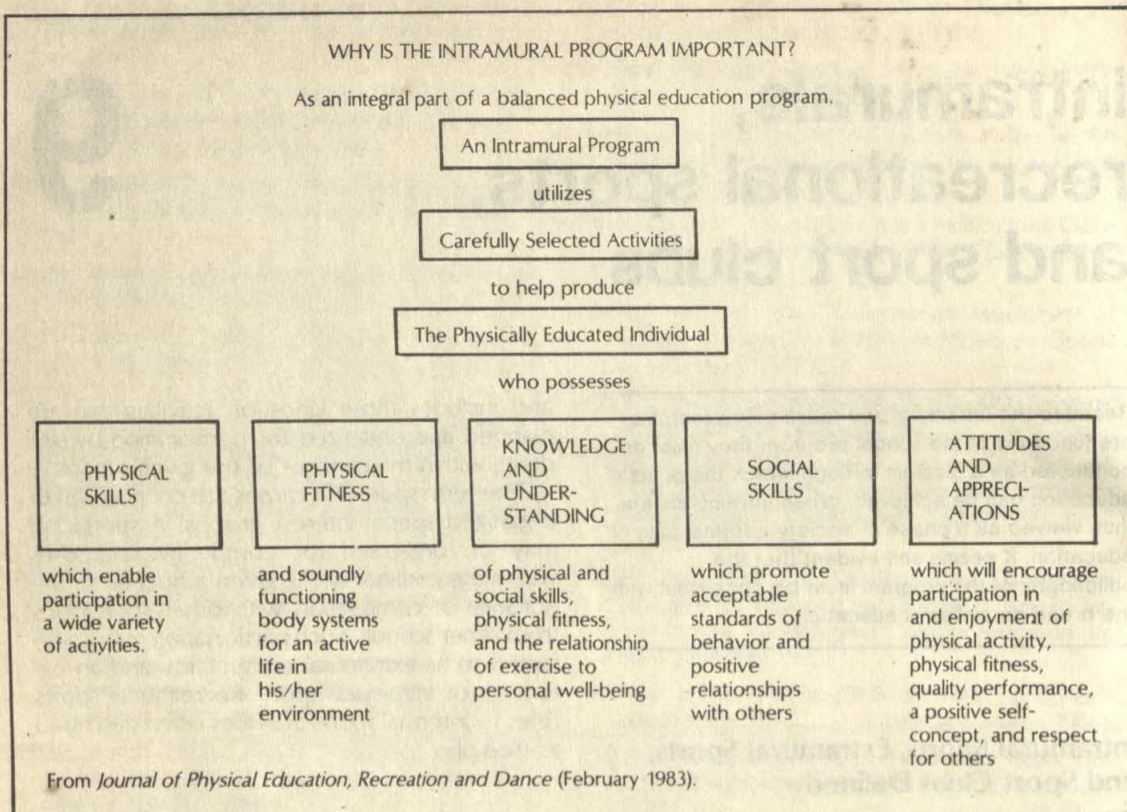 WHY IS THE INTRAMURAL PROGRAM IMPORTANT?
As an integral part of a balanced physical education program.
An Intramural Program
utilizes
Carefully Selected Activities
to help produce
The Physically Educated Individual
who possesses
PHYSICAL
SKILLS
which enable
participation in
a wide variety
of activities.
PHYSICAL
FITNESS
and soundly
functioning
body systems
for an active
life in
his/her
environment
KNOWLEDGE
AND
UNDER-
STANDING
of physical and
social skills,
physical fitness,
and the relationship
of exercise to
personal well-being
SOCIAL
SKILLS
which promote
acceptable
standards of
behavior and
positive
relationships
with others
ATTITUDES
AND
APPRECI-
ATIONS
which will encourage
participation in
and enjoyment of
physical activity,
physical fitness,
quality performance,
a positive self-
concept, and respect
for others
From Journal of Physical Education, Recreation and Dance (February 1983).